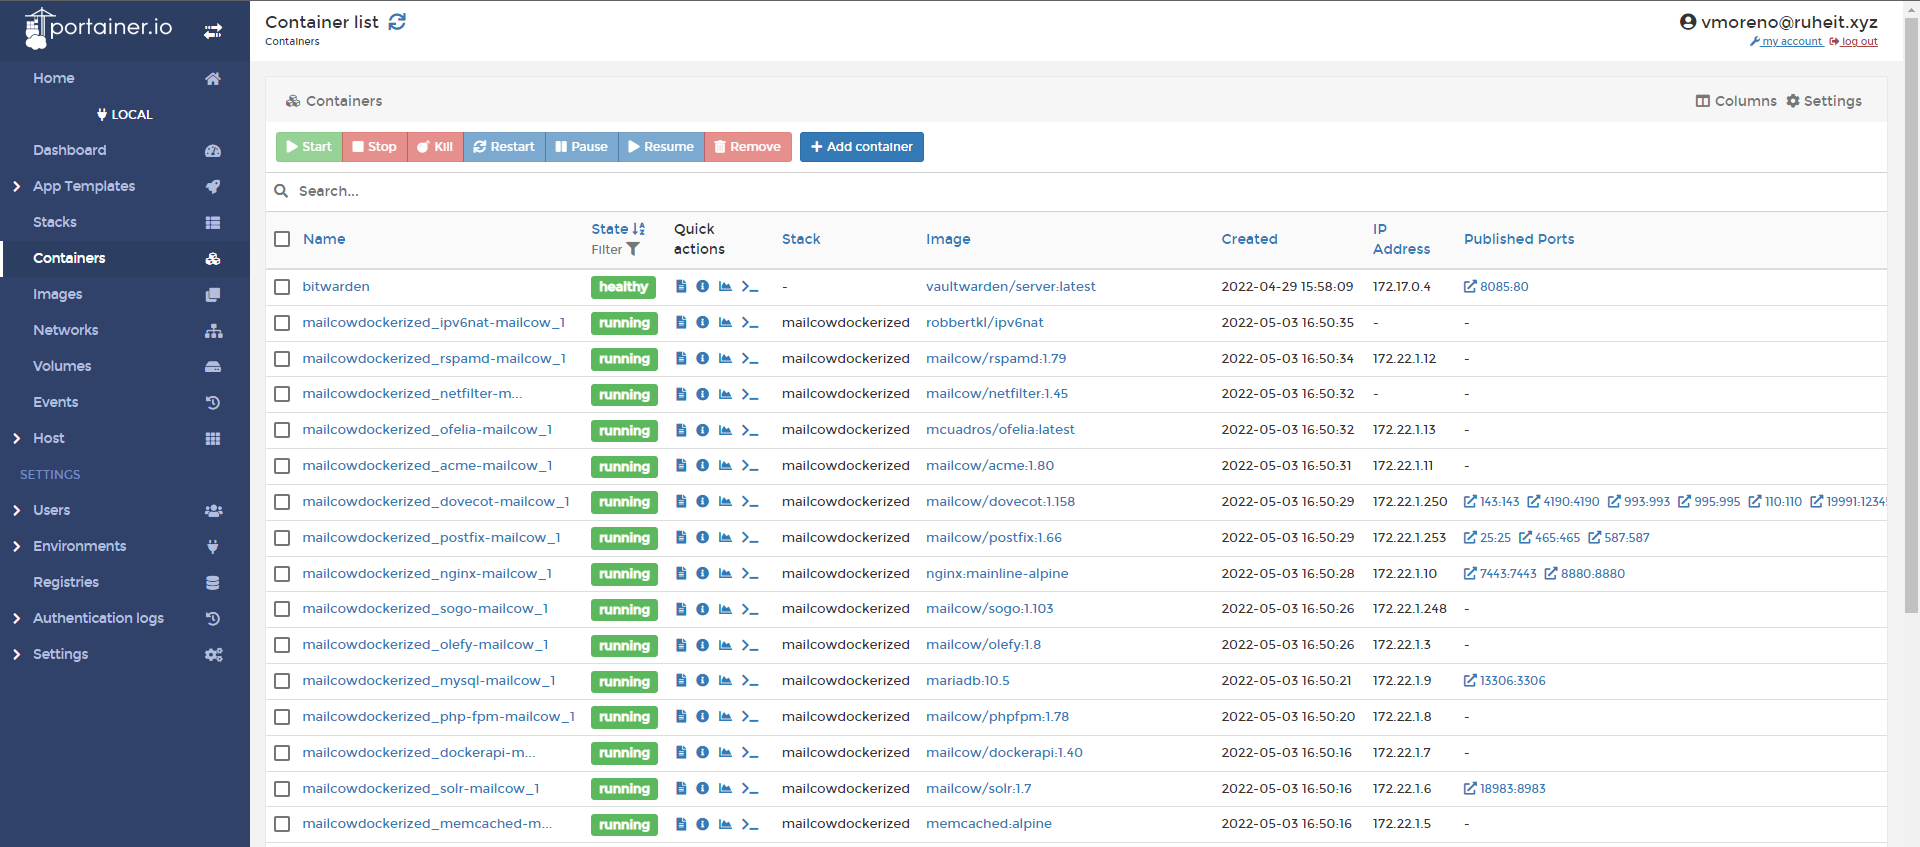 portainer.io
Home
LOCAL
Dashboard
App Templates
Stacks
Containers
Images
Networks
Volumes
Events
Host
SETTINGS
Users
Environments
Registries
Authentication logs
Settings
Container list
Containers
vmoreno@ruheit.xyz
my account log out
Containers
Columns Settings
Start Stop Kill Restart Pause Resume Remove + Add container
Search...
Name State Filter Quick actions Stack Image Created IP Address Published Ports
bitwarden healthy - vaultwarden/server:latest 2022-04-29 15:58:09 172.17.0.4 8085:80
mailcowdockerized_ipv6nat-mailcow_1 running mailcowdockerized robbertkl/ipv6nat 2022-05-03 16:50:35 - -
mailcowdockerized_rspamd-mailcow_1 running mailcowdockerized mailcow/rspamd:1.79 2022-05-03 16:50:34 172.22.1.12 -
mailcowdockerized_netfilter-m... running mailcowdockerized mailcow/netfilter:1.45 2022-05-03 16:50:32 - -
mailcowdockerized_ofelia-mailcow_1 running mailcowdockerized mcuadros/ofelia:latest 2022-05-03 16:50:32 172.22.1.13 -
mailcowdockerized_acme-mailcow_1 running mailcowdockerized mailcow/acme:1.80 2022-05-03 16:50:31 172.22.1.11 -
mailcowdockerized_dovecot-mailcow_1 running mailcowdockerized mailcow/dovecot:1.158 2022-05-03 16:50:29 172.22.1.250 143:143 4190:4190 993:993 995:995 110:110 19991:12345
mailcowdockerized_postfix-mailcow_1 running mailcowdockerized mailcow/postfix:1.66 2022-05-03 16:50:29 172.22.1.253 25:25 465:465 587:587
mailcowdockerized_nginx-mailcow_1 running mailcowdockerized nginx:mainline-alpine 2022-05-03 16:50:28 172.22.1.10 7443:7443 8880:8880
mailcowdockerized_sogo-mailcow_1 running mailcowdockerized mailcow/sogo:1.103 2022-05-03 16:50:26 172.22.1.248 -
mailcowdockerized_olefy-mailcow_1 running mailcowdockerized mailcow/olefy:1.8 2022-05-03 16:50:26 172.22.1.3 -
mailcowdockerized_mysql-mailcow_1 running mailcowdockerized mariadb:10.5 2022-05-03 16:50:21 172.22.1.9 13306:3306
mailcowdockerized_php-fpm-mailcow_1 running mailcowdockerized mailcow/phpfpm:1.78 2022-05-03 16:50:20 172.22.1.8 -
mailcowdockerized_dockerapi-m... running mailcowdockerized mailcow/dockerapi:1.40 2022-05-03 16:50:16 172.22.1.7 -
mailcowdockerized_solr-mailcow_1 running mailcowdockerized mailcow/solr:1.7 2022-05-03 16:50:16 172.22.1.6 18983:8983
mailcowdockerized_memcached-m... running mailcowdockerized memcached:alpine 2022-05-03 16:50:16 172.22.1.5 -